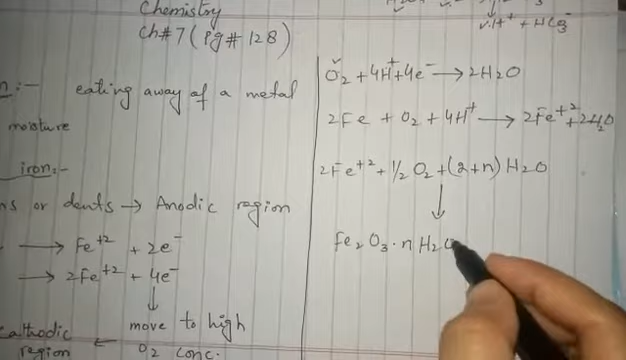 Chemistry
Ch#7 (Pg# 128)
n:- eating away of a metal
moisture
iron:-
ns or dents → Anodic region
→ Fe⁺² + 2e⁻
→ 2Fe⁺² + 4e⁻
↓
move to high
O₂ conc.
Cathodic ←
region
H⁺ + HCO₃⁻
O₂ + 4H⁺ + 4e⁻ → 2H₂O
2Fe + O₂ + 4H⁺ → 2Fe⁺² + 2H₂O
2Fe⁺² + 1/2 O₂ + (2+n) H₂O
↓
Fe₂O₃ · n H₂O